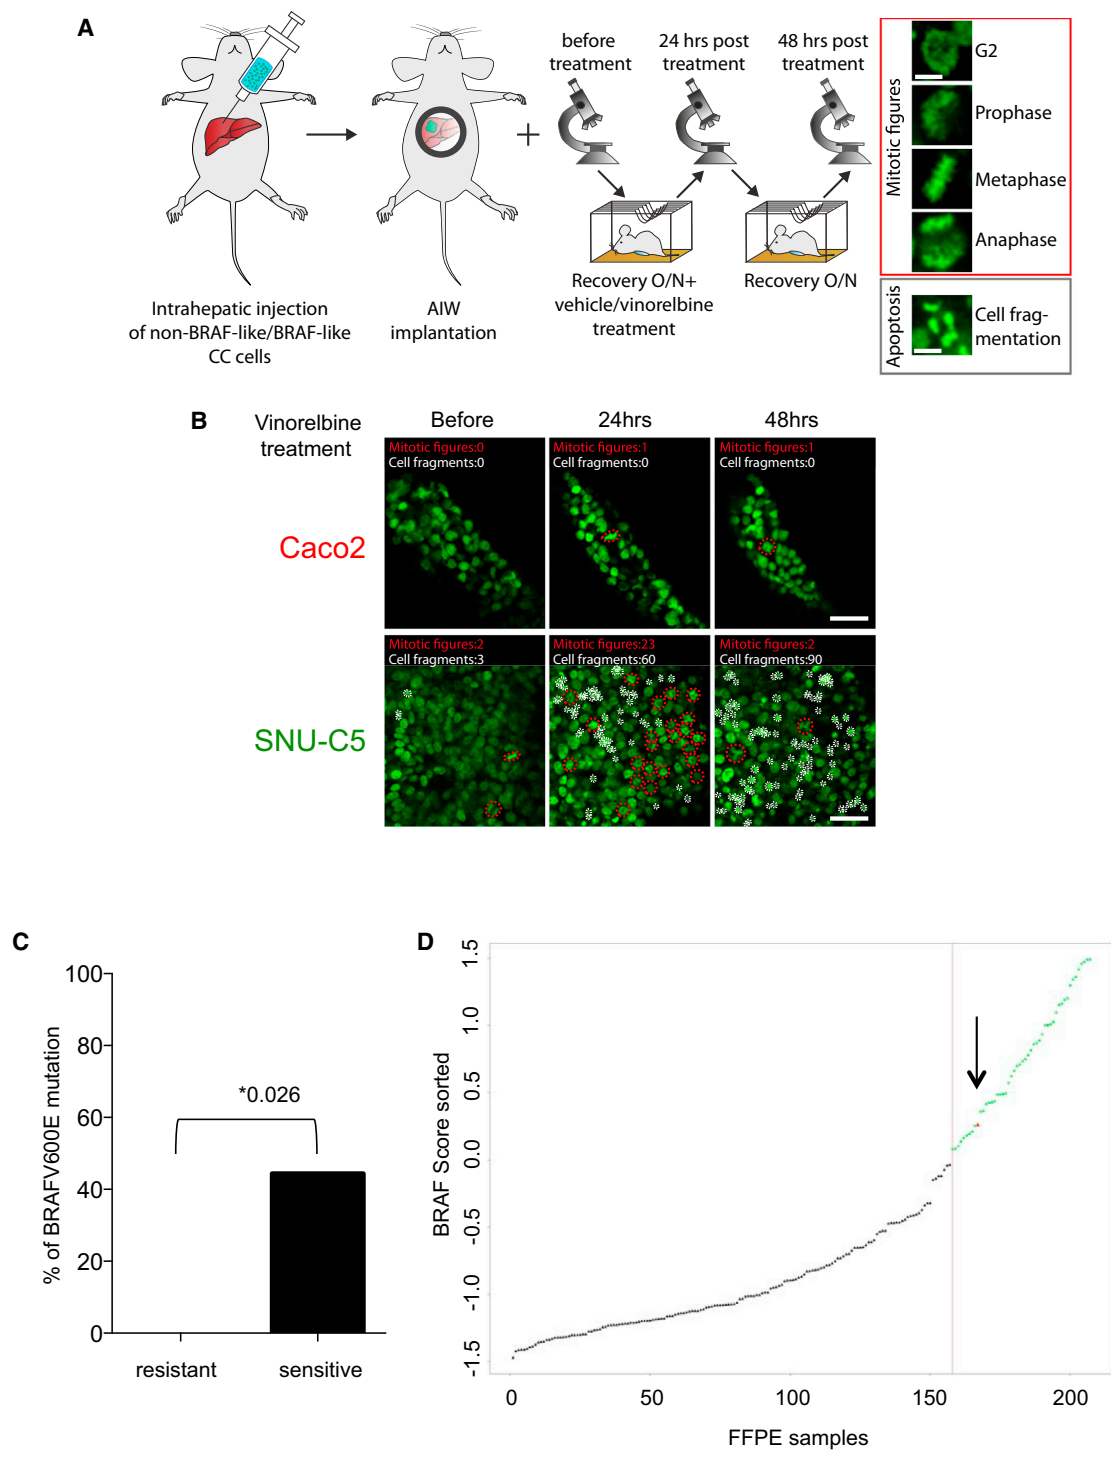 A
before
treatment
24 hrs post
treatment
48 hrs post
treatment
Intrahepatic injection
of non-BRAF-like/BRAF-like
CC cells
AIW
implantation
Recovery O/N+
vehicle/vinorelbine
treatment
Recovery O/N
Mitotic figures
G2
Prophase
Metaphase
Anaphase
Apoptosis
Cell frag-
mentation
B
Vinorelbine
treatment
Before
24hrs
48hrs
Caco2
Mitotic figures:0
Cell fragments:0
Mitotic figures:1
Cell fragments:0
Mitotic figures:1
Cell fragments:0
SNU-C5
Mitotic figures:2
Cell fragments:3
Mitotic figures:23
Cell fragments:60
Mitotic figures:2
Cell fragments:90
C
% of BRAFV600E mutation
100
80
60
40
20
0
*0.026
resistant
sensitive
D
BRAF Score sorted
1.5
1.0
0.5
0.0
-0.5
-1.0
-1.5
0
50
100
150
200
FFPE samples